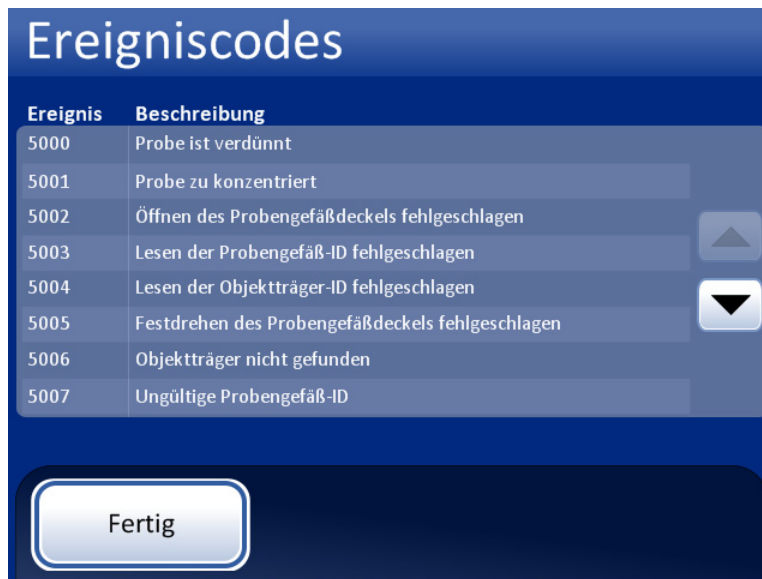 Ereigniscodes
Ereignis Beschreibung
5000 Probe ist verdünnt
5001 Probe zu konzentriert
5002 Öffnen des Probengefäßdeckels fehlgeschlagen
5003 Lesen der Probengefäß-ID fehlgeschlagen
5004 Lesen der Objektträger-ID fehlgeschlagen
5005 Festdrehen des Probengefäßdeckels fehlgeschlagen
5006 Objektträger nicht gefunden
5007 Ungültige Probengefäß-ID
Fertig